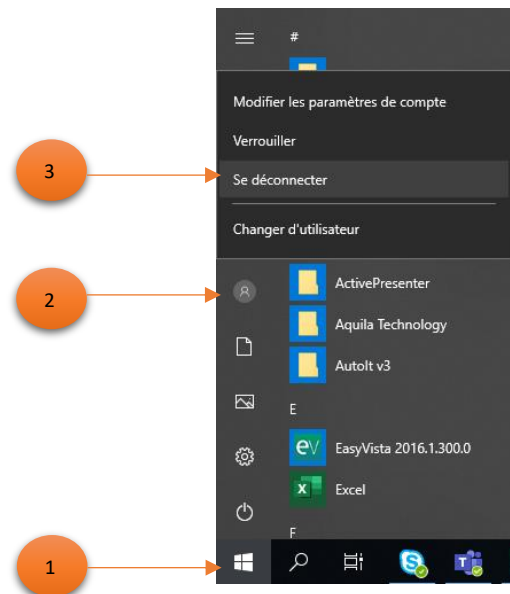 #
Modifier les paramètres de compte
Verrouiller
3
Se déconnecter
Changer d'utilisateur
2
ActivePresenter
Aquila Technology
AutoIt v3
E
eV
EasyVista 2016.1.300.0
X
Excel
F
1
S
T